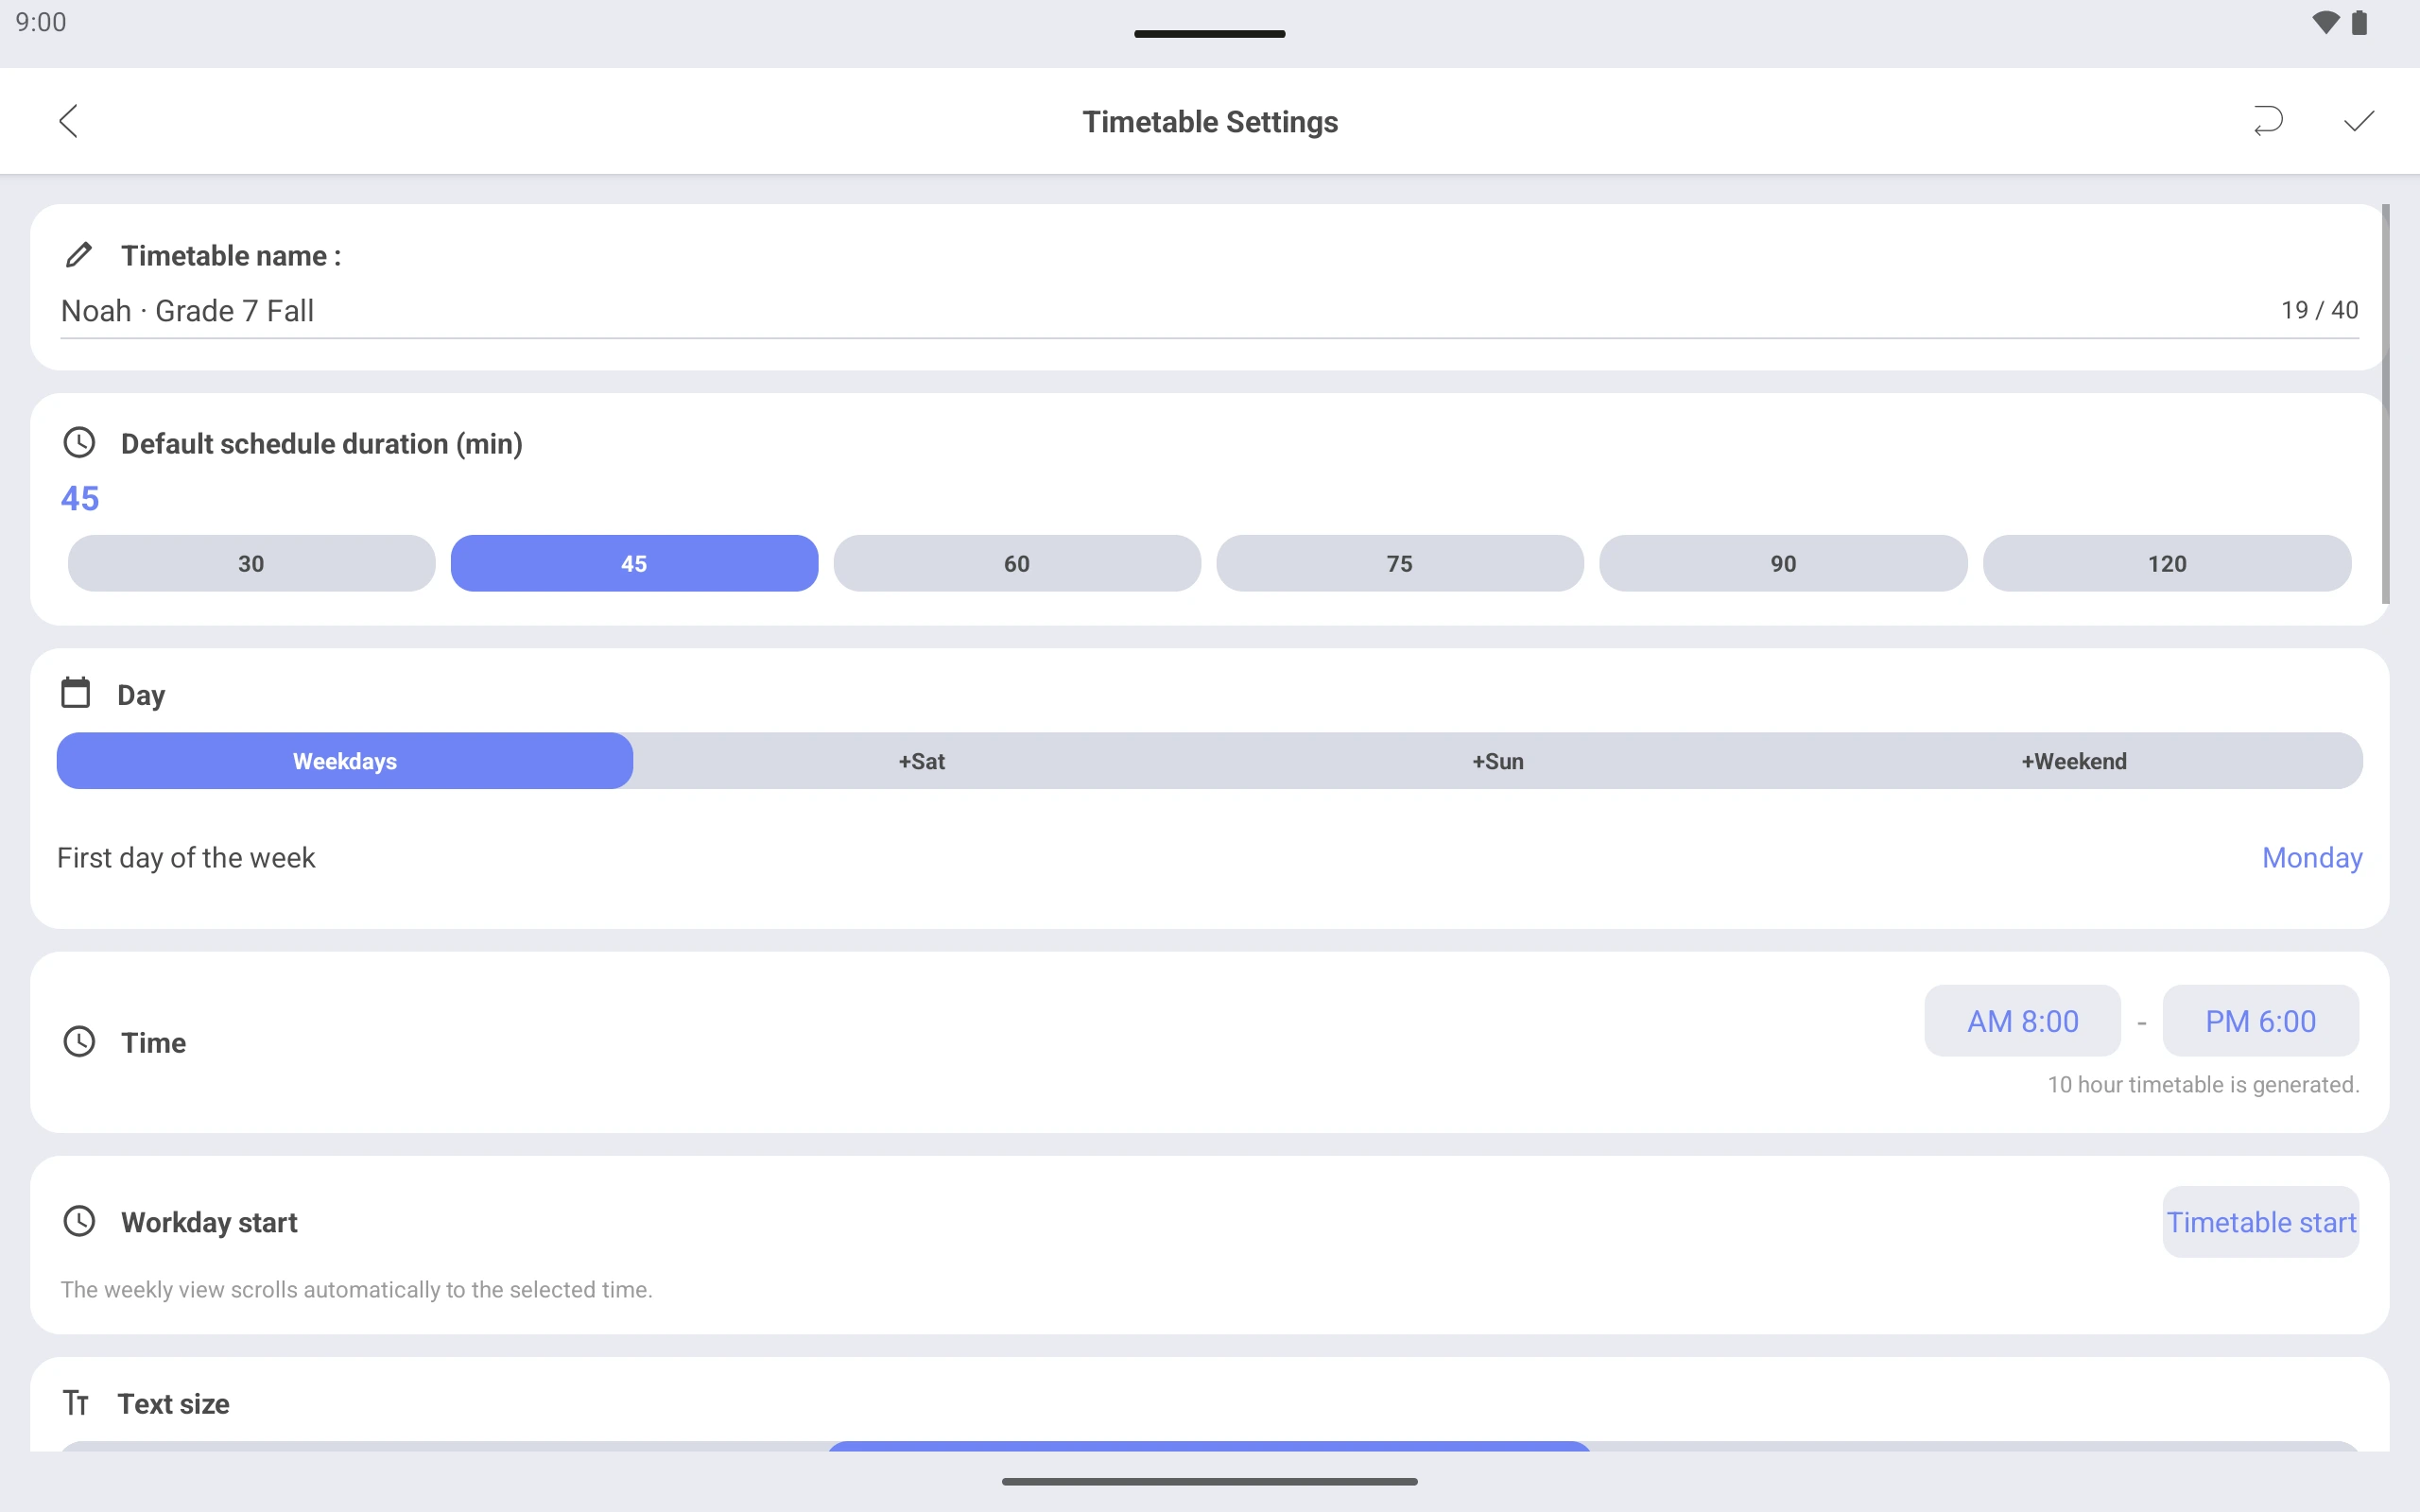 9:00
Timetable Settings
Timetable name :
Noah · Grade 7 Fall
19 / 40
Default schedule duration (min)
45
30 45 60 75 90 120
Day
Weekdays +Sat +Sun +Weekend
First day of the week Monday
Time
AM 8:00 - PM 6:00
10 hour timetable is generated.
Workday start
Timetable start
The weekly view scrolls automatically to the selected time.
Text size